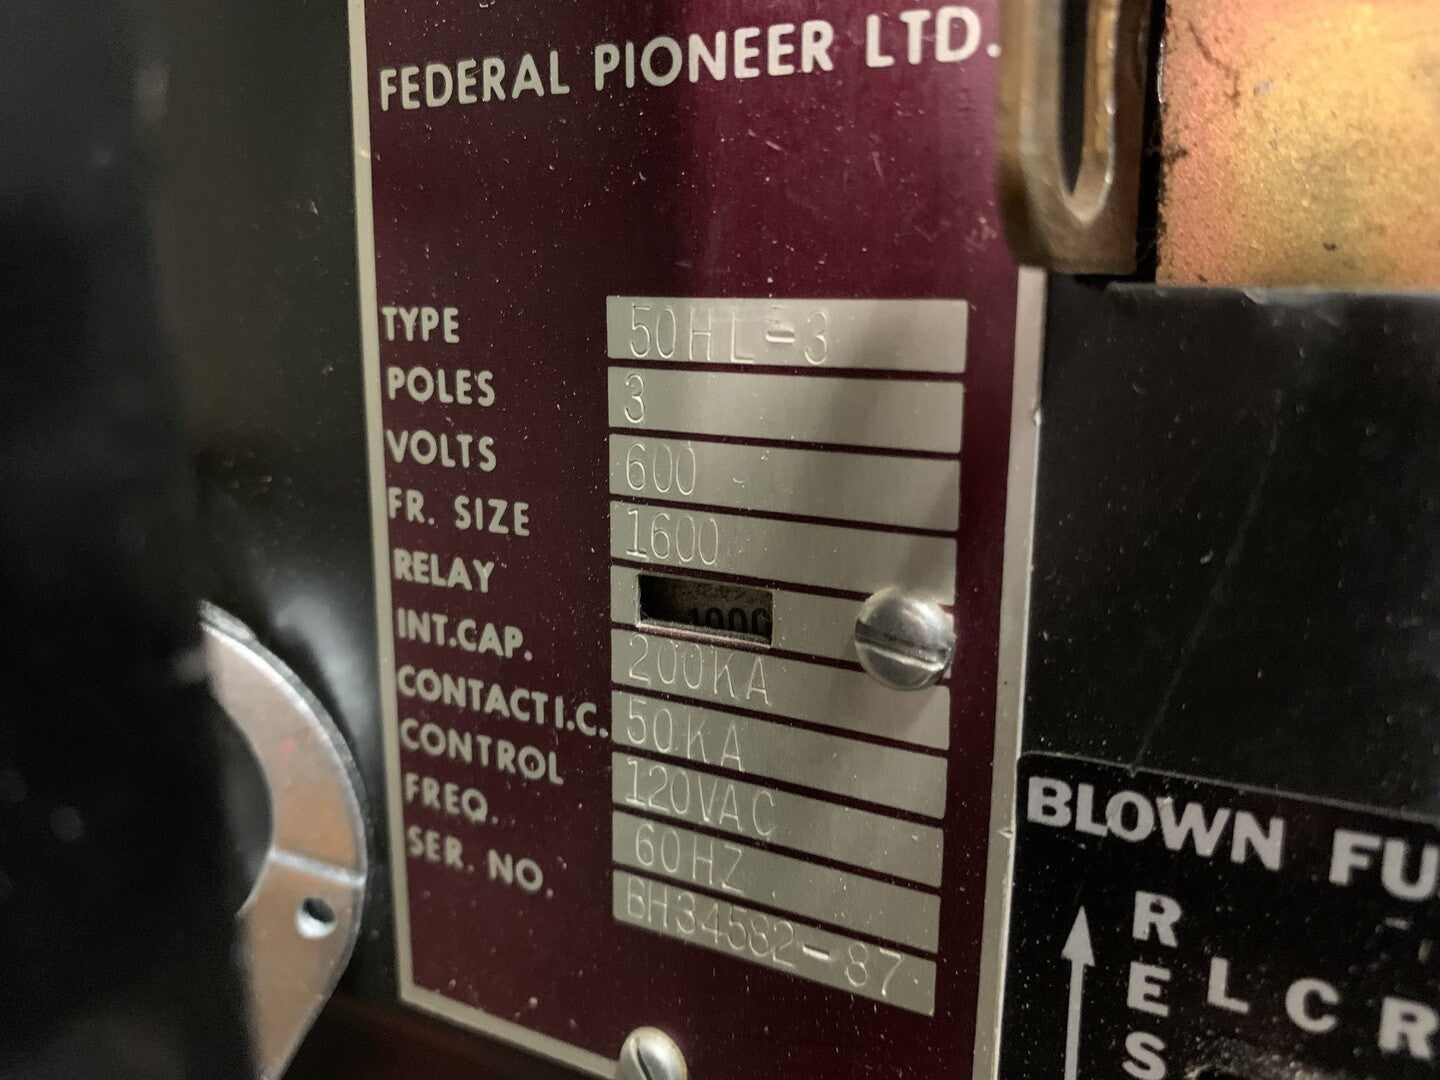 FEDERAL PIONEER LTD.
TYPE 50HL-3
POLES 3
VOLTS 600
FR. SIZE 1600
RELAY
INT.CAP. 200KA
CONTACT I.C. 50KA
CONTROL 120VAC
FREQ. 60HZ
SER. NO. BH34582-87
BLOWN FU
R
E L C R
S